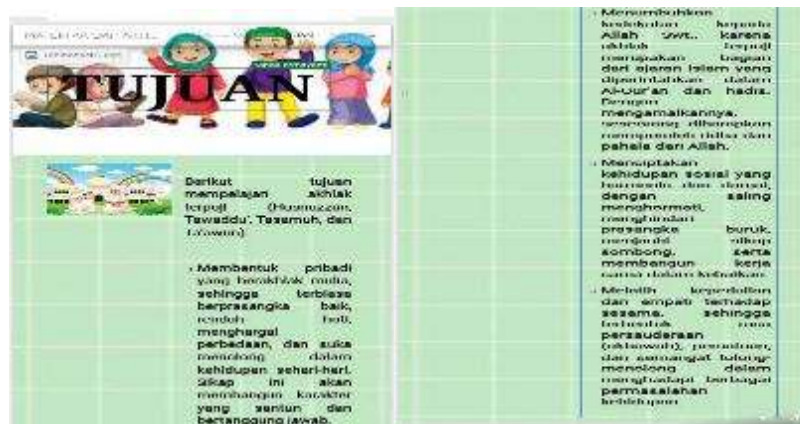 TUJUAN
Berikut tujuan
mempelajari akhlak
terpuji (Husnuzzan,
Tawaddu', Tasamuh, dan
Ta'awun)
• Membentuk pribadi
yang berakhlak mulia,
sehingga terbiasa
berprasangka baik,
rendah hati,
menghargai
perbedaan, dan suka
menolong dalam
kehidupan sehari-hari.
Sikap ini akan
membangun karakter
yang santun dan
bertanggung jawab.
• Menumbuhkan
kedekatan kepada
Allah Swt., karena
akhlak terpuji
merupakan bagian
dari ajaran Islam yang
diperintahkan dalam
Al-Qur'an dan hadis.
Dengan
mengamalkannya,
seseorang diharapkan
memperoleh ridha dan
pahala dari Allah.
• Menciptakan
kehidupan sosial yang
harmonis dan damai,
dengan saling
menghormati,
menghindari
prasangka buruk,
menjauhi sikap
sombong, serta
membangun kerja
sama dalam kebaikan.
• Melatih kepedulian
dan empati terhadap
sesama, sehingga
terbentuk rasa
persaudaraan
(ukhuwah), persatuan,
dan semangat tolong-
menolong dalam
menghadapi berbagai
permasalahan
kehidupan